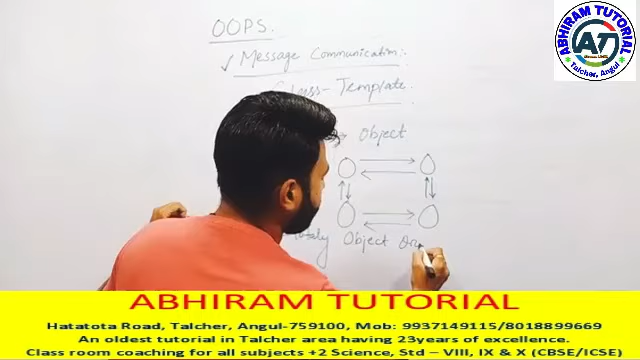 OOPS.
✓ Message Communication:-
Class-Template.
Object
Object Or
ABHIRAM TUTORIAL
AT
Talcher, Angul
ABHIRAM TUTORIAL
Hatatota Road, Talcher, Angul-759100, Mob: 9937149115/8018899669
An oldest tutorial in Talcher area having 23years of excellence.
Class room coaching for all subjects +2 Science, Std – VIII, IX & X (CBSE/ICSE)